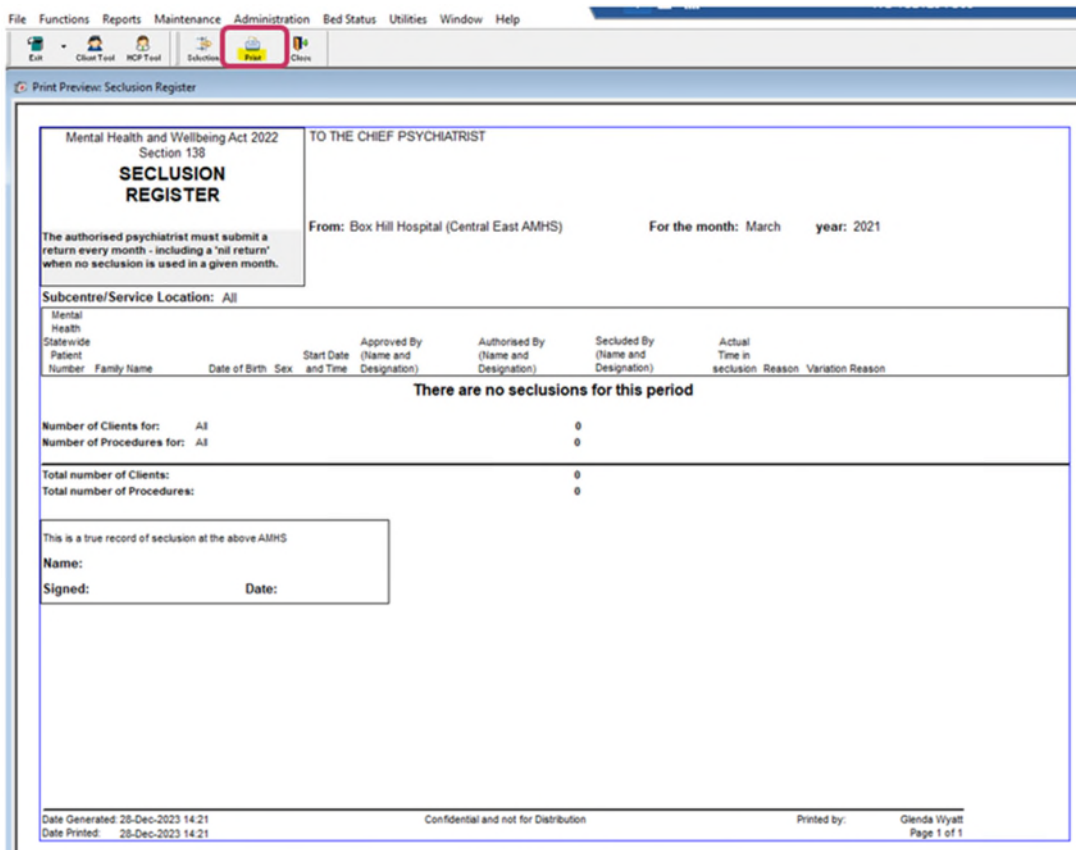 File Functions Reports Maintenance Administration Bed Status Utilities Window Help
Exit Client Tool HCP Tool Selection Print Close
Print Preview: Seclusion Register
Mental Health and Wellbeing Act 2022
Section 138
SECLUSION
REGISTER
The authorised psychiatrist must submit a
return every month - including a 'nil return'
when no seclusion is used in a given month.
TO THE CHIEF PSYCHIATRIST
From: Box Hill Hospital (Central East AMHS) For the month: March year: 2021
Subcentre/Service Location: All
Mental
Health
Statewide Approved By Authorised By Secluded By Actual
Patient Start Date (Name and (Name and (Name and Time in
Number Family Name Date of Birth Sex and Time Designation) Designation) Designation) seclusion Reason Variation Reason
There are no seclusions for this period
Number of Clients for: All 0
Number of Procedures for: All 0
Total number of Clients: 0
Total number of Procedures: 0
This is a true record of seclusion at the above AMHS
Name:
Signed: Date:
Date Generated: 28-Dec-2023 14:21 Confidential and not for Distribution Printed by: Glenda Wyatt
Date Printed: 28-Dec-2023 14:21 Page 1 of 1